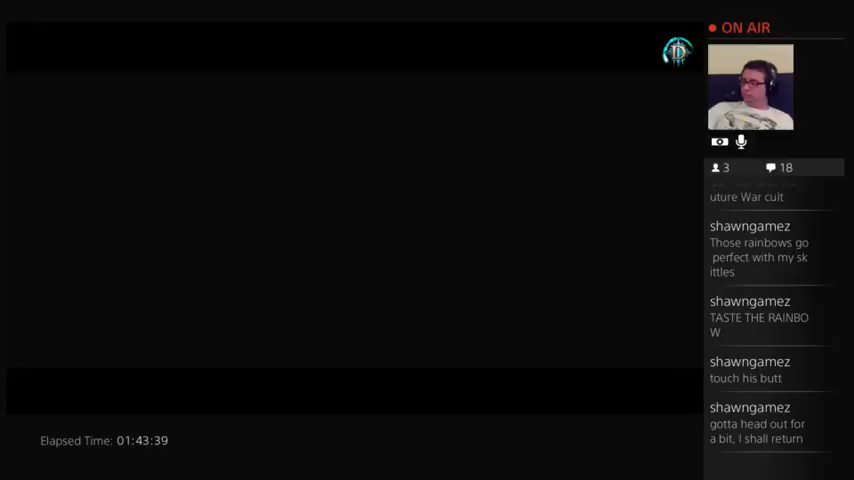 ON AIR
3 18
uture War cult
shawngamez
Those rainbows go
perfect with my sk
ittles
shawngamez
TASTE THE RAINBO
W
shawngamez
touch his butt
shawngamez
gotta head out for
a bit, I shall return
Elapsed Time: 01:43:39